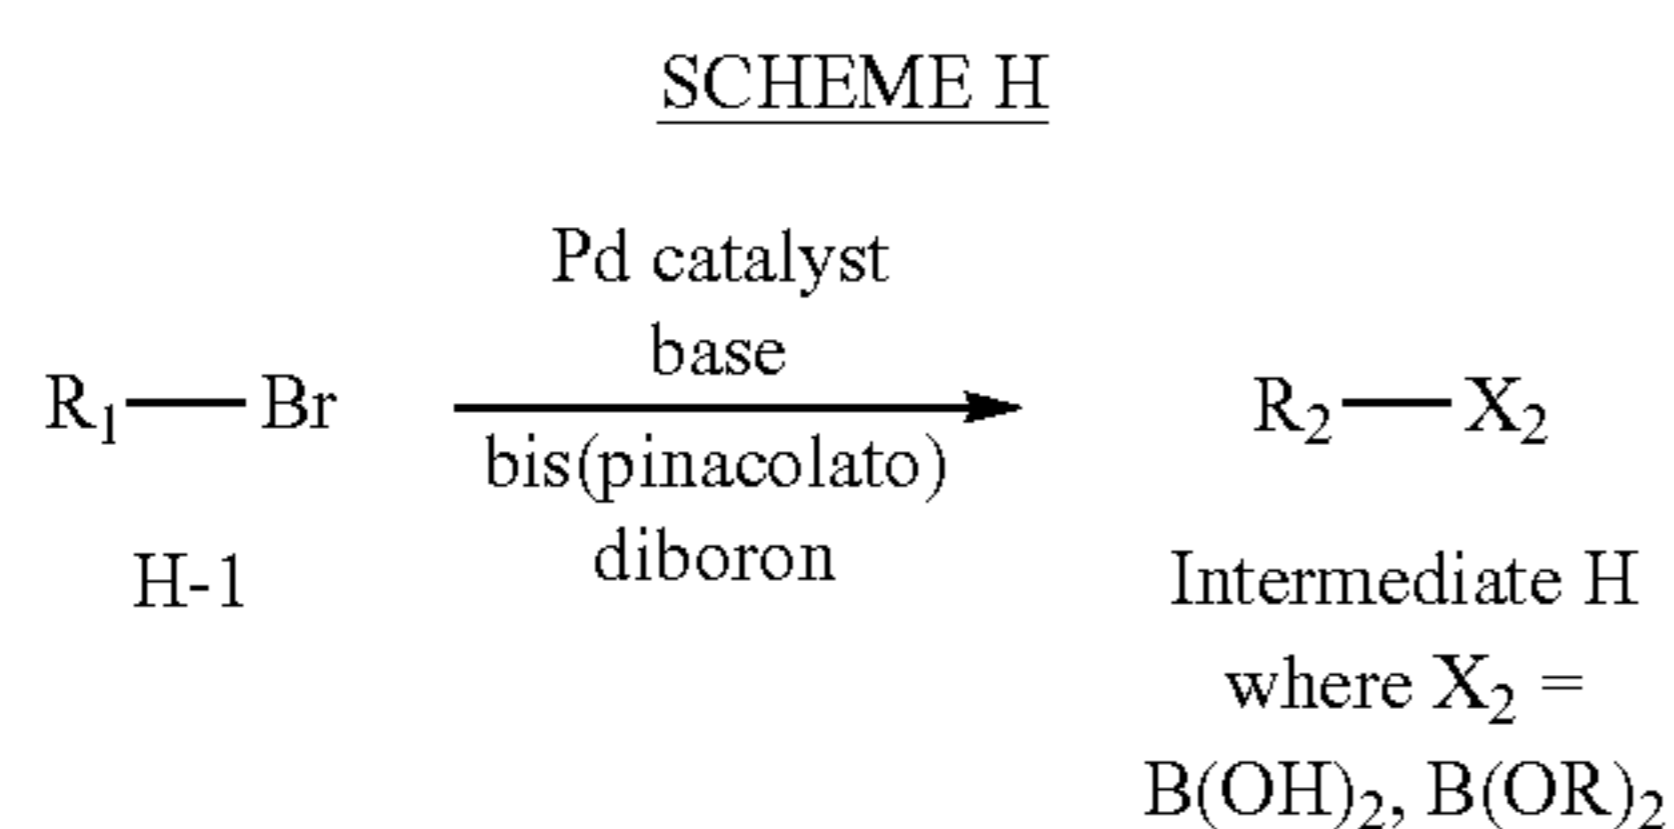 SCHEME H
Pd catalyst
base
R₁—Br
R₂—X₂
bis(pinacolato)
diboron
H-1
Intermediate H
where X₂ =
B(OH)₂, B(OR)₂